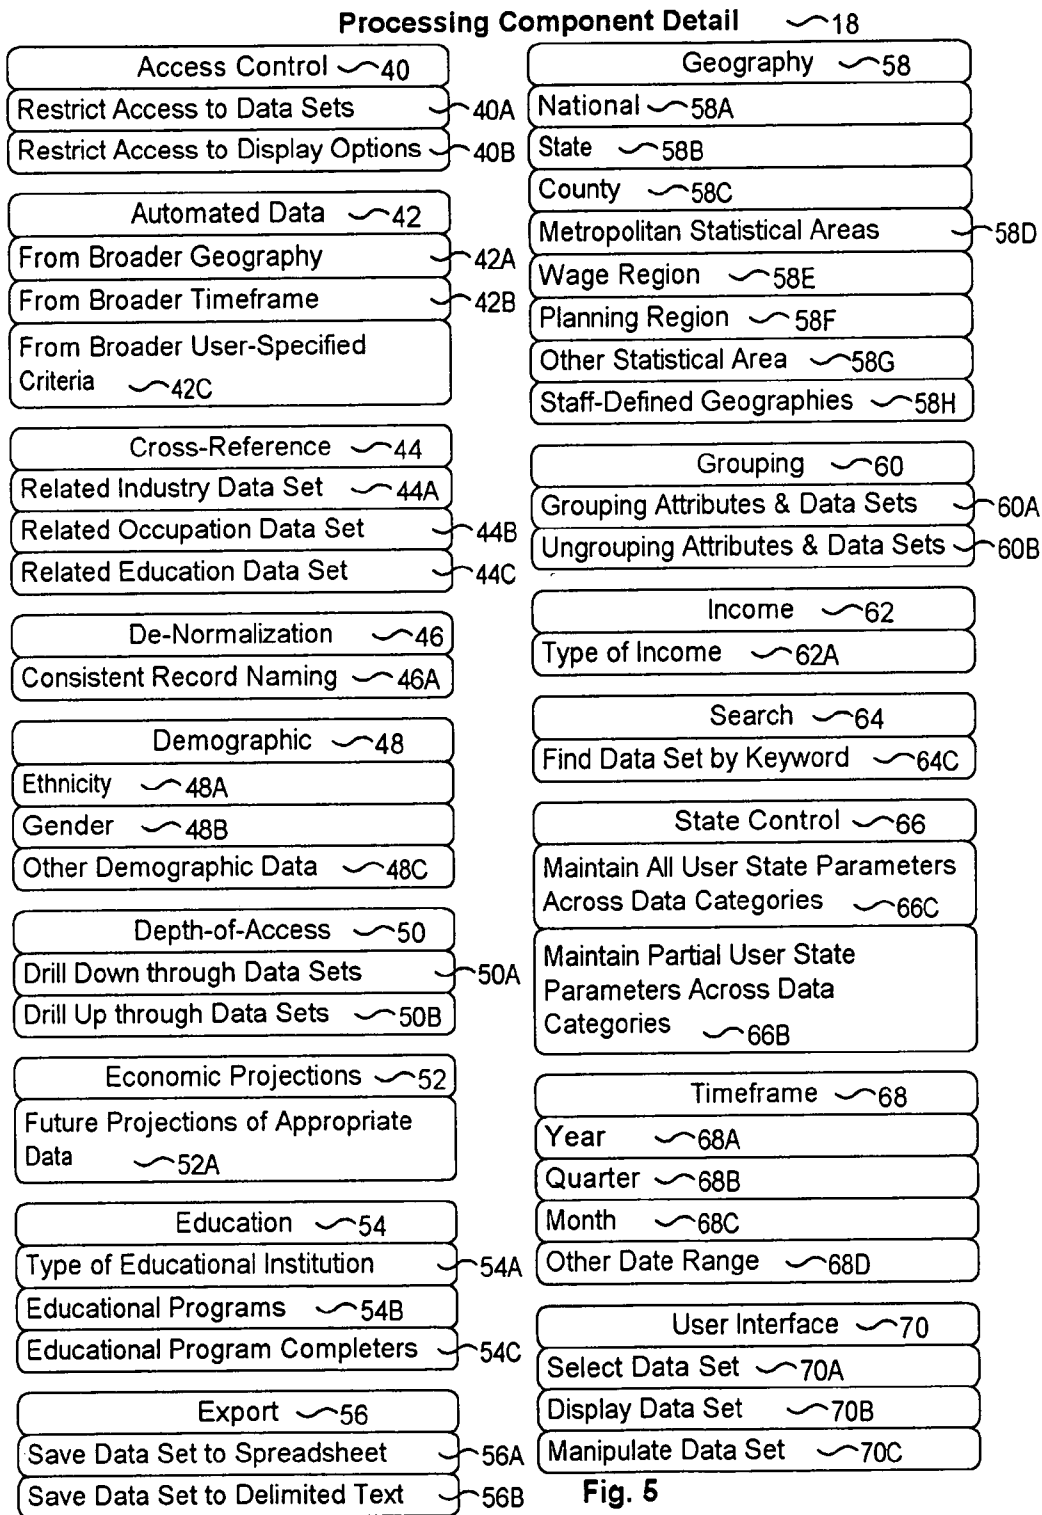 Processing Component Detail 18
Access Control 40
Restrict Access to Data Sets 40A
Restrict Access to Display Options 40B
Automated Data 42
From Broader Geography 42A
From Broader Timeframe 42B
From Broader User-Specified
Criteria 42C
Cross-Reference 44
Related Industry Data Set 44A
Related Occupation Data Set 44B
Related Education Data Set 44C
De-Normalization 46
Consistent Record Naming 46A
Demographic 48
Ethnicity 48A
Gender 48B
Other Demographic Data 48C
Depth-of-Access 50
Drill Down through Data Sets 50A
Drill Up through Data Sets 50B
Economic Projections 52
Future Projections of Appropriate
Data 52A
Education 54
Type of Educational Institution 54A
Educational Programs 54B
Educational Program Completers 54C
Export 56
Save Data Set to Spreadsheet 56A
Save Data Set to Delimited Text 56B
Geography 58
National 58A
State 58B
County 58C
Metropolitan Statistical Areas 58D
Wage Region 58E
Planning Region 58F
Other Statistical Area 58G
Staff-Defined Geographies 58H
Grouping 60
Grouping Attributes & Data Sets 60A
Ungrouping Attributes & Data Sets 60B
Income 62
Type of Income 62A
Search 64
Find Data Set by Keyword 64C
State Control 66
Maintain All User State Parameters
Across Data Categories 66C
Maintain Partial User State
Parameters Across Data
Categories 66B
Timeframe 68
Year 68A
Quarter 68B
Month 68C
Other Date Range 68D
User Interface 70
Select Data Set 70A
Display Data Set 70B
Manipulate Data Set 70C
Fig. 5